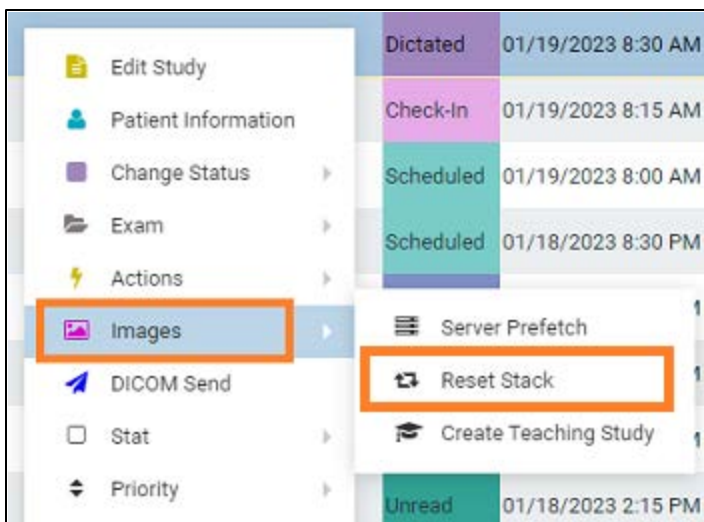 Edit Study
Patient Information
Change Status
Exam
Actions
Images
DICOM Send
Stat
Priority
Server Prefetch
Reset Stack
Create Teaching Study
Dictated 01/19/2023 8:30 AM
Check-In 01/19/2023 8:15 AM
Scheduled 01/19/2023 8:00 AM
Scheduled 01/18/2023 8:30 PM
Unread 01/18/2023 2:15 PM